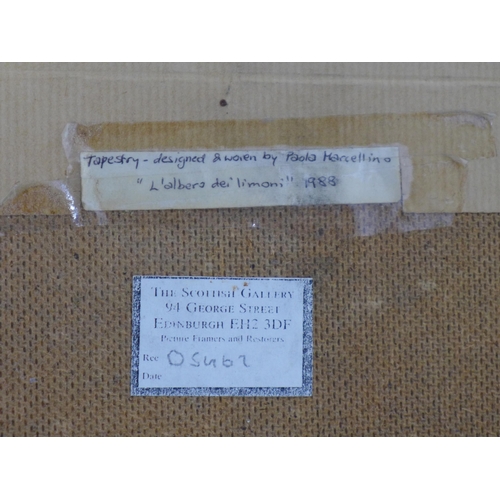 Tapestry - designed & woven by Paola Marcellino
"L'albero dei limoni" 1988
THE SCOTTISH GALLERY
94 GEORGE STREET
EDINBURGH EH2 3DF
Picture Framers and Restorers
Rec
Date